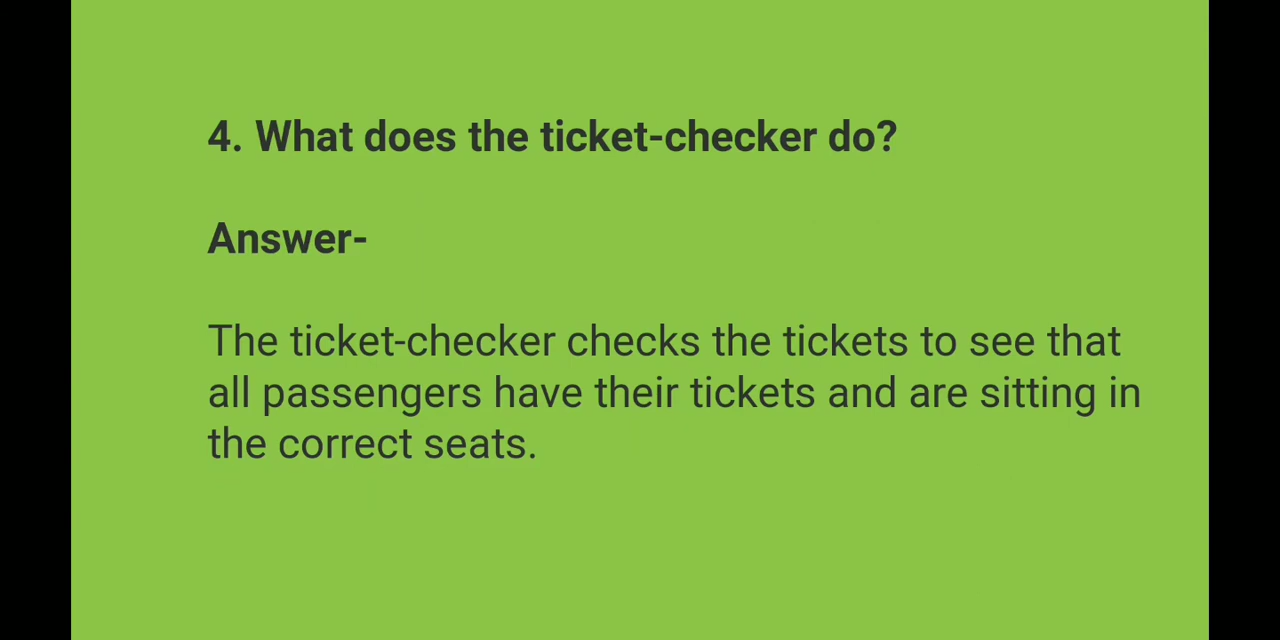 4. What does the ticket-checker do?
Answer-
The ticket-checker checks the tickets to see that
all passengers have their tickets and are sitting in
the correct seats.